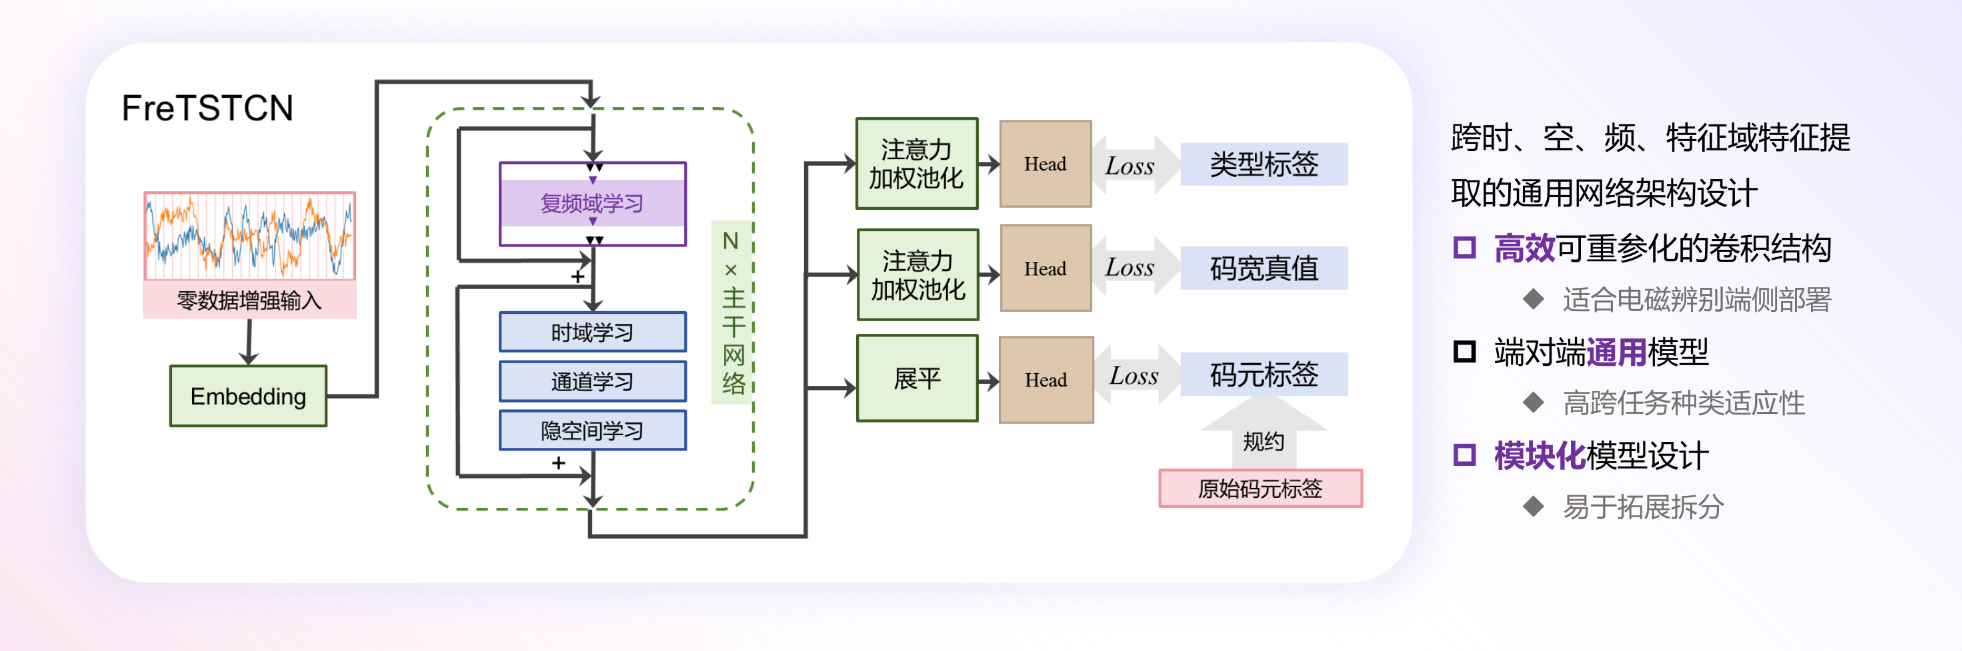 FreTSTCN
零数据增强输入
Embedding
复频域学习
+
时域学习
通道学习
隐空间学习
+
N
×
主
干
网
络
注意力
加权池化
Head
Loss
类型标签
注意力
加权池化
Head
Loss
码宽真值
展平
Head
Loss
码元标签
规约
原始码元标签
跨时、空、频、特征域特征提
取的通用网络架构设计
高效可重参化的卷积结构
适合电磁辨别端侧部署
端对端通用模型
高跨任务种类适应性
模块化模型设计
易于拓展拆分